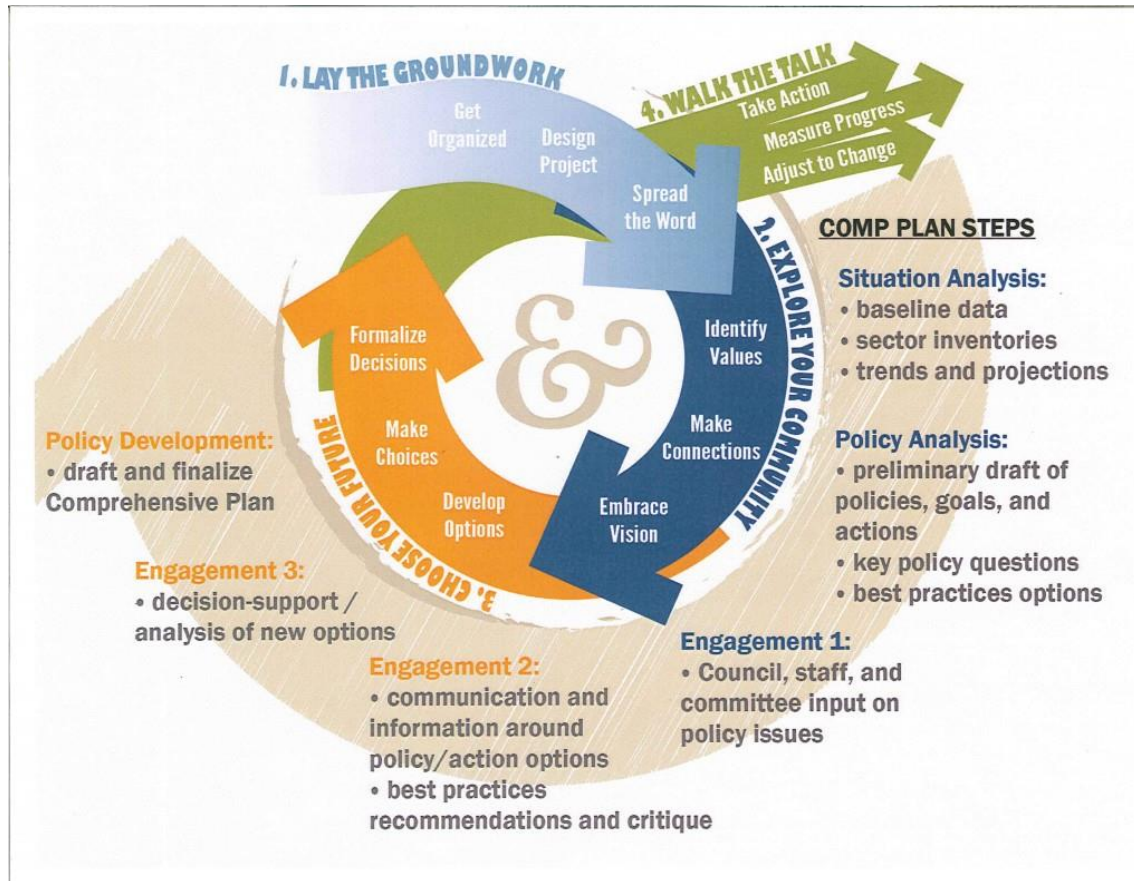 1. LAY THE GROUNDWORK
Get
Organized
Design
Project
Spread
the Word
4. WALK THE TALK
Take Action
Measure Progress
Adjust to Change
2. EXPLORE YOUR COMMUNITY
Identify
Values
Make
Connections
Embrace
Vision
3. CHOOSE YOUR FUTURE
Develop
Options
Make
Choices
Formalize
Decisions
&
COMP PLAN STEPS
Situation Analysis:
• baseline data
• sector inventories
• trends and projections
Policy Analysis:
• preliminary draft of
policies, goals, and
actions
• key policy questions
• best practices options
Engagement 1:
• Council, staff, and
committee input on
policy issues
Engagement 2:
• communication and
information around
policy/action options
• best practices
recommendations and critique
Engagement 3:
• decision-support /
analysis of new options
Policy Development:
• draft and finalize
Comprehensive Plan